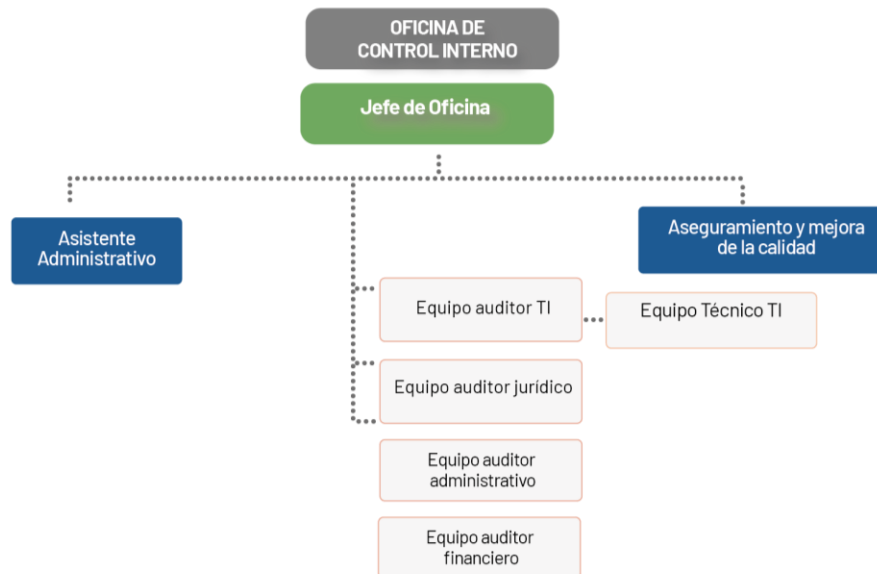 OFICINA DE
CONTROL INTERNO
Jefe de Oficina
Asistente
Administrativo
Aseguramiento y mejora
de la calidad
Equipo auditor TI
Equipo Técnico TI
Equipo auditor jurídico
Equipo auditor
administrativo
Equipo auditor
financiero